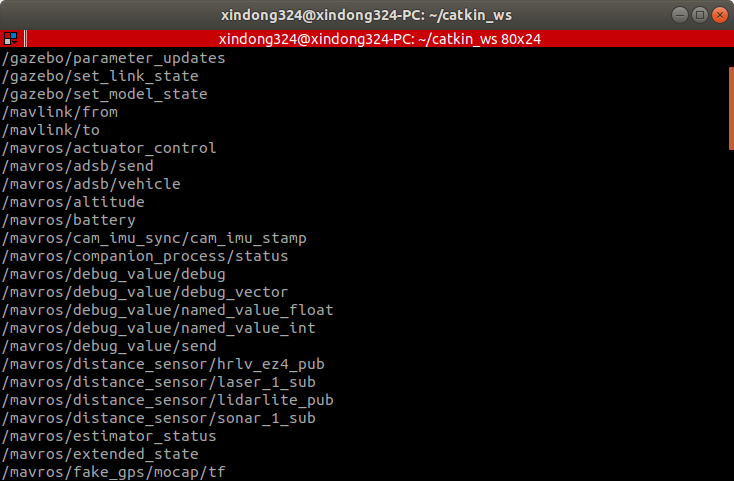 xindong324@xindong324-PC: ~/catkin_ws
xindong324@xindong324-PC: ~/catkin_ws 80x24
/gazebo/parameter_updates
/gazebo/set_link_state
/gazebo/set_model_state
/mavlink/from
/mavlink/to
/mavros/actuator_control
/mavros/adsb/send
/mavros/adsb/vehicle
/mavros/altitude
/mavros/battery
/mavros/cam_imu_sync/cam_imu_stamp
/mavros/companion_process/status
/mavros/debug_value/debug
/mavros/debug_value/debug_vector
/mavros/debug_value/named_value_float
/mavros/debug_value/named_value_int
/mavros/debug_value/send
/mavros/distance_sensor/hrlv_ez4_pub
/mavros/distance_sensor/laser_1_sub
/mavros/distance_sensor/lidarlite_pub
/mavros/distance_sensor/sonar_1_sub
/mavros/estimator_status
/mavros/extended_state
/mavros/fake_gps/mocap/tf